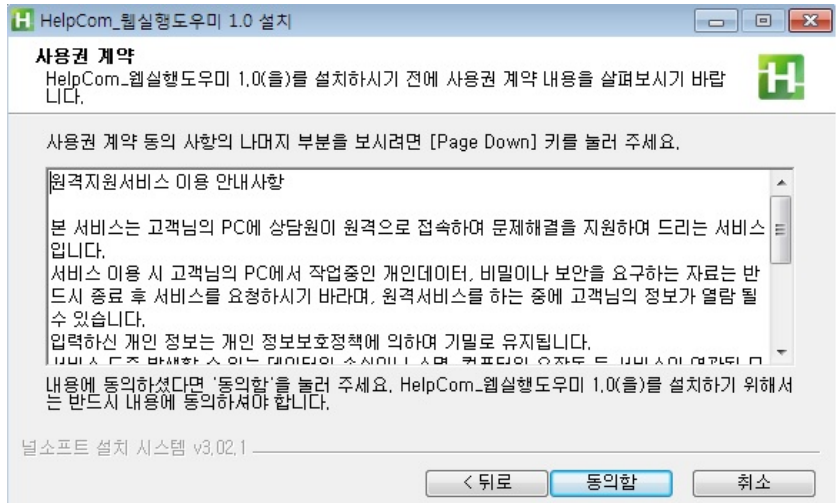 HelpCom_웹실행도우미 1.0 설치
사용권 계약
HelpCom_웹실행도우미 1.0(을)를 설치하시기 전에 사용권 계약 내용을 살펴보시기 바랍
니다.
사용권 계약 동의 사항의 나머지 부분을 보시려면 [Page Down] 키를 눌러 주세요.
원격지원서비스 이용 안내사항
본 서비스는 고객님의 PC에 상담원이 원격으로 접속하여 문제해결을 지원하여 드리는 서비스
입니다.
서비스 이용 시 고객님의 PC에서 작업중인 개인데이터, 비밀이나 보안을 요구하는 자료는 반
드시 종료 후 서비스를 요청하시기 바라며, 원격서비스를 하는 중에 고객님의 정보가 열람 될
수 있습니다.
입력하신 개인 정보는 개인 정보보호정책에 의하여 기밀로 유지됩니다.
내용에 동의하셨다면 '동의함'을 눌러 주세요. HelpCom_웹실행도우미 1.0(을)를 설치하기 위해서
는 반드시 내용에 동의하셔야 합니다.
널소프트 설치 시스템 v3.02.1
< 뒤로
동의함
취소